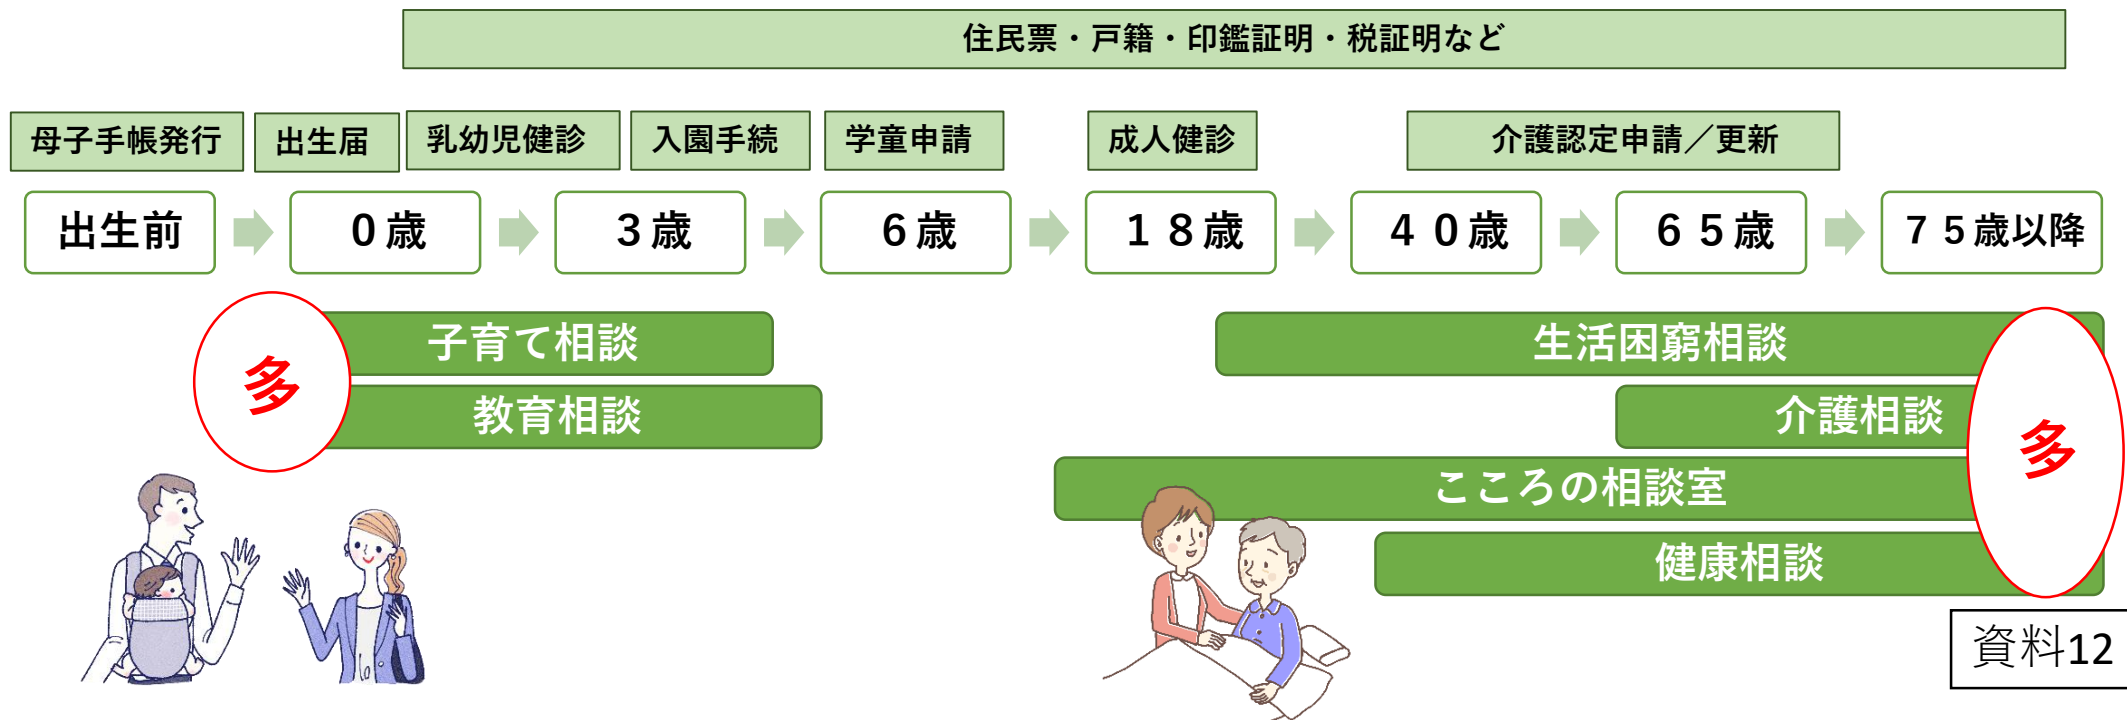 住民票・戸籍・印鑑証明・税証明など
母子手帳発行
出生届
乳幼児健診
入園手続
学童申請
成人健診
介護認定申請／更新
出生前
０歳
３歳
６歳
１８歳
４０歳
６５歳
７５歳以降
多
子育て相談
教育相談
生活困窮相談
介護相談
こころの相談室
健康相談
多
資料12